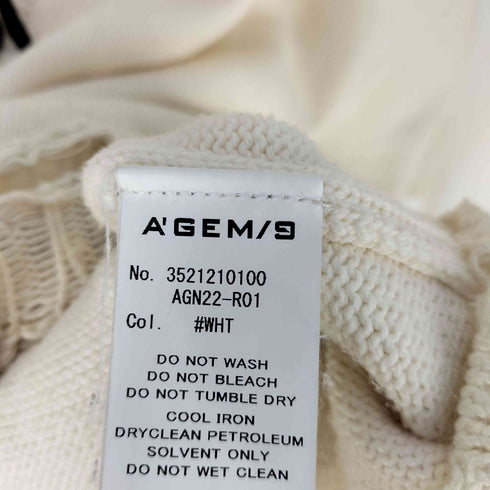 A'GEM/9
No. 3521210100
AGN22-R01
Col. #WHT
DO NOT WASH
DO NOT BLEACH
DO NOT TUMBLE DRY
COOL IRON
DRYCLEAN PETROLEUM
SOLVENT ONLY
DO NOT WET CLEAN